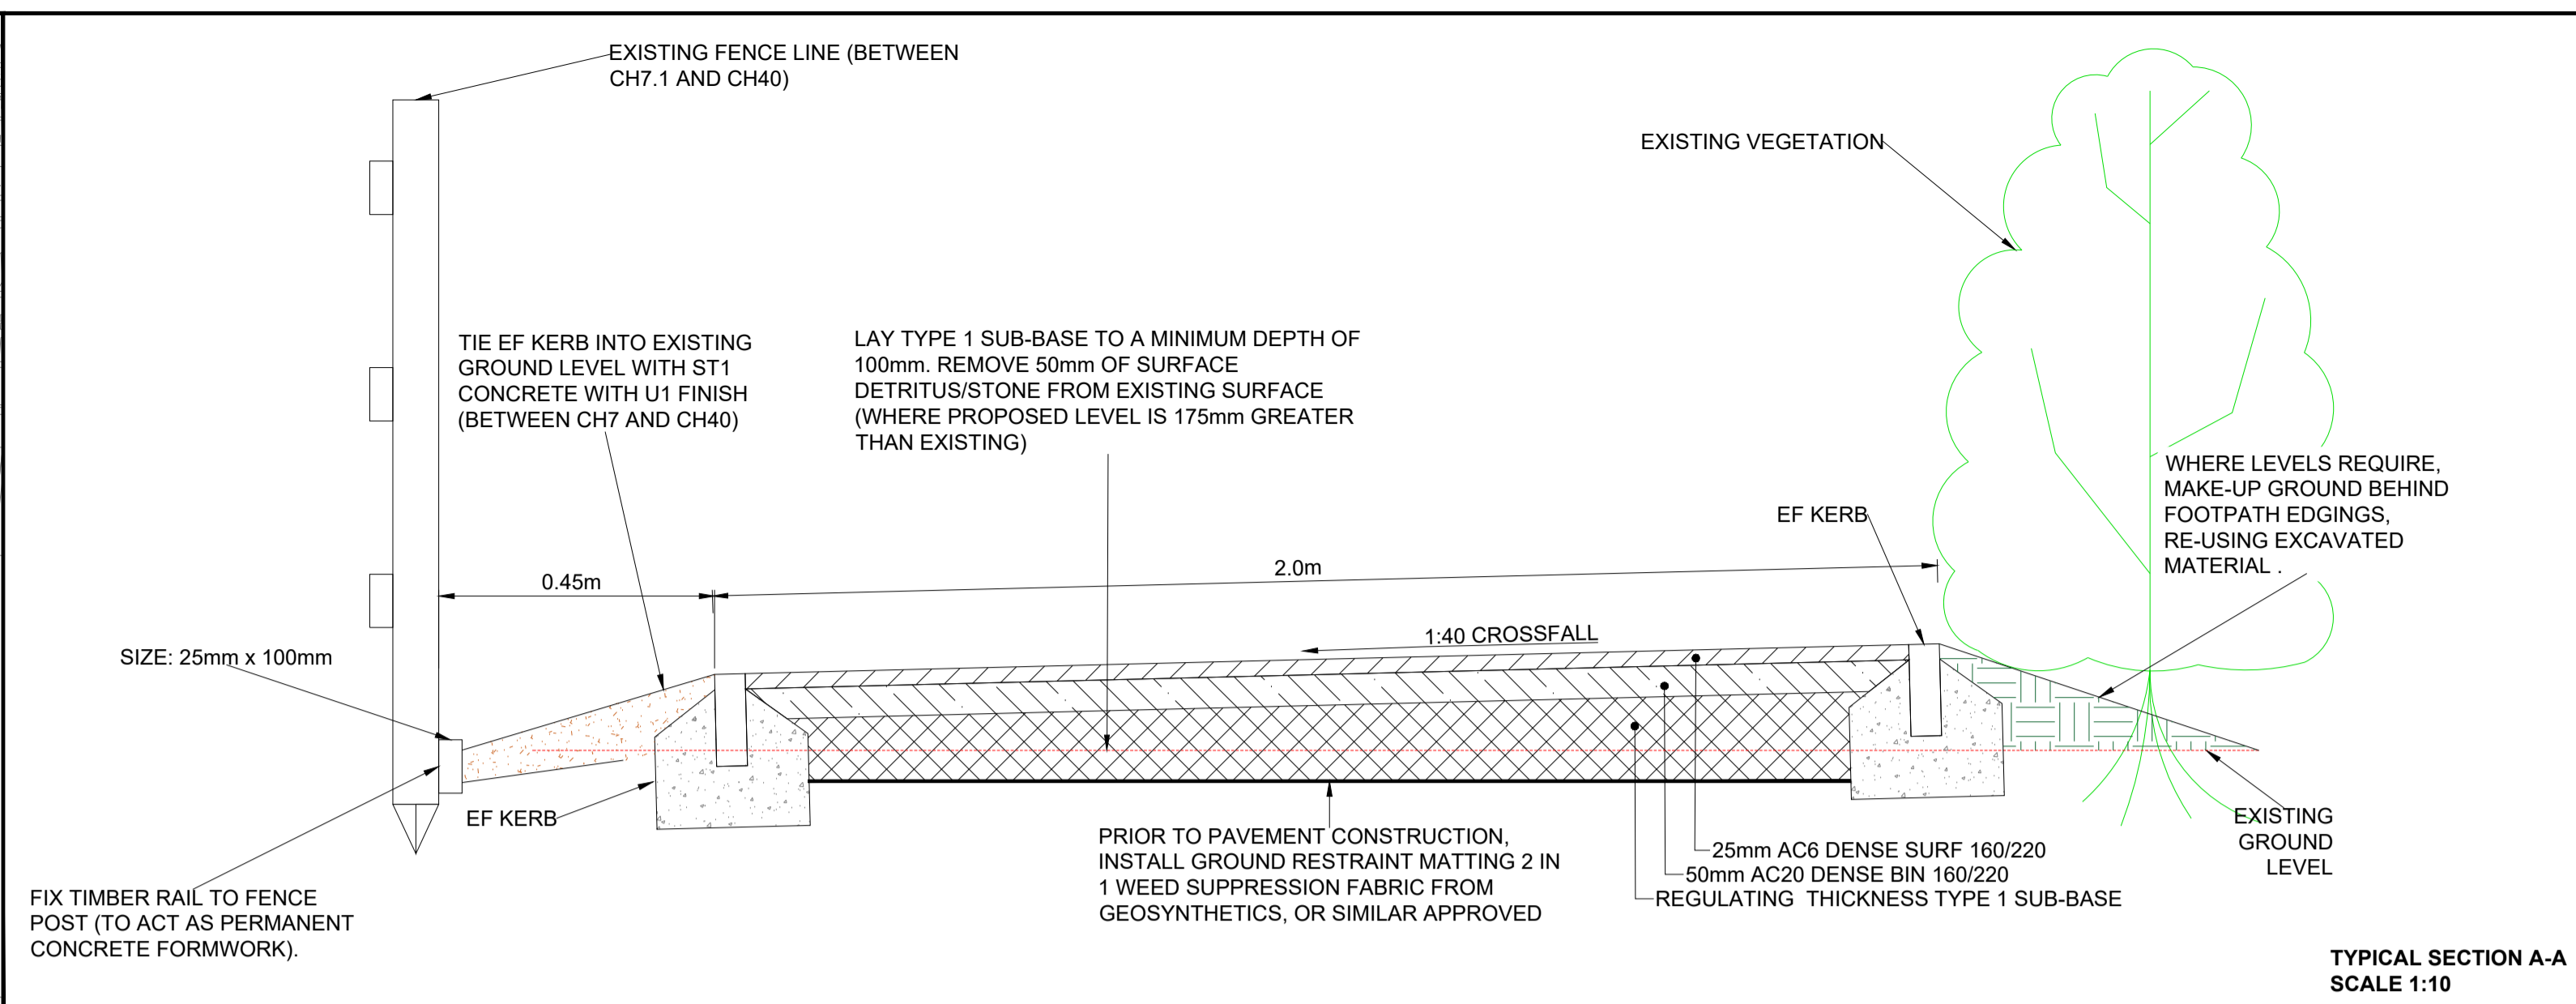 EXISTING FENCE LINE (BETWEEN
CH7.1 AND CH40)
EXISTING VEGETATION
TIE EF KERB INTO EXISTING
GROUND LEVEL WITH ST1
CONCRETE WITH U1 FINISH
(BETWEEN CH7 AND CH40)
LAY TYPE 1 SUB-BASE TO A MINIMUM DEPTH OF
100mm. REMOVE 50mm OF SURFACE
DETRITUS/STONE FROM EXISTING SURFACE
(WHERE PROPOSED LEVEL IS 175mm GREATER
THAN EXISTING)
WHERE LEVELS REQUIRE,
MAKE-UP GROUND BEHIND
FOOTPATH EDGINGS,
RE-USING EXCAVATED
MATERIAL .
EF KERB
0.45m
2.0m
1:40 CROSSFALL
SIZE: 25mm x 100mm
EF KERB
FIX TIMBER RAIL TO FENCE
POST (TO ACT AS PERMANENT
CONCRETE FORMWORK).
PRIOR TO PAVEMENT CONSTRUCTION,
INSTALL GROUND RESTRAINT MATTING 2 IN
1 WEED SUPPRESSION FABRIC FROM
GEOSYNTHETICS, OR SIMILAR APPROVED
25mm AC6 DENSE SURF 160/220
50mm AC20 DENSE BIN 160/220
REGULATING  THICKNESS TYPE 1 SUB-BASE
EXISTING
GROUND
LEVEL
TYPICAL SECTION A-A
SCALE 1:10